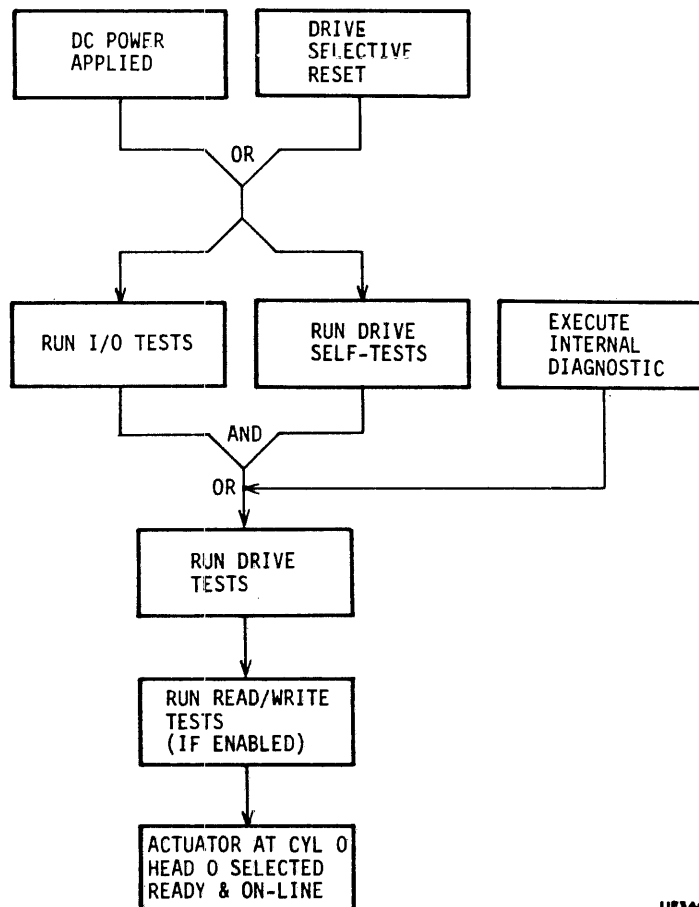 DC POWER
APPLIED
DRIVE
SELECTIVE
RESET
OR
RUN I/O TESTS
RUN DRIVE
SELF-TESTS
EXECUTE
INTERNAL
DIAGNOSTIC
AND
OR
RUN DRIVE
TESTS
RUN READ/WRITE
TESTS
(IF ENABLED)
ACTUATOR AT CYL 0
HEAD 0 SELECTED
READY & ON-LINE